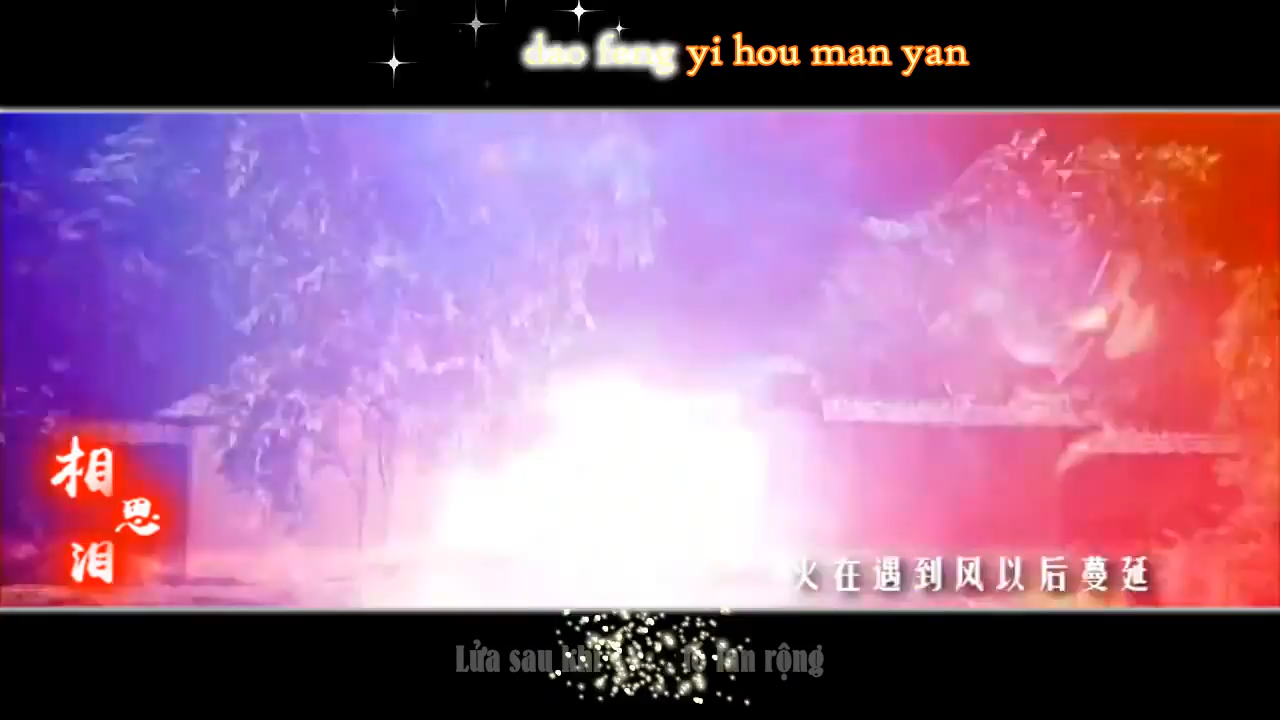 dao feng yi hou man yan
相
思
泪
火在遇到风以后蔓延
Lửa sau khi lan rộng